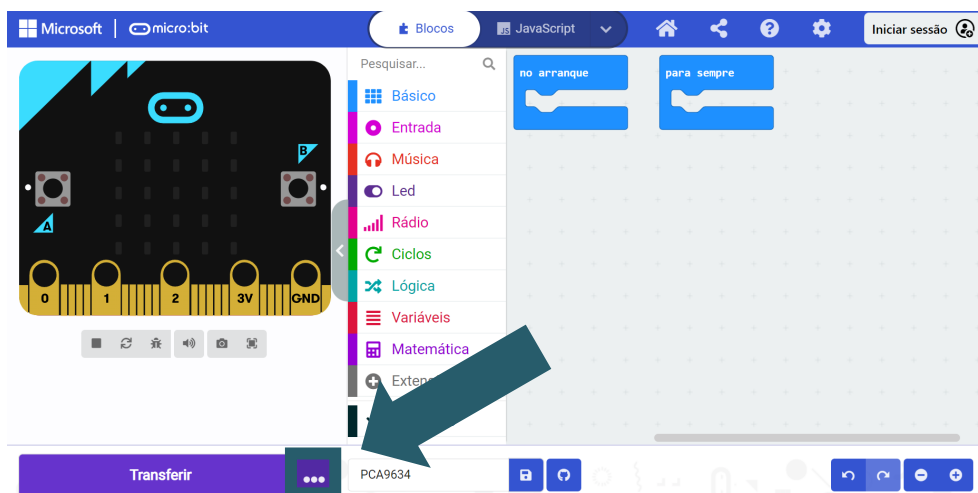 Microsoft micro:bit Blocos JavaScript Iniciar sessão
Pesquisar...
Básico
Entrada
Música
Led
Rádio
Ciclos
Lógica
Variáveis
Matemática
no arranque
para sempre
B
A
0 1 2 3V GND
Transferir
PCA9634